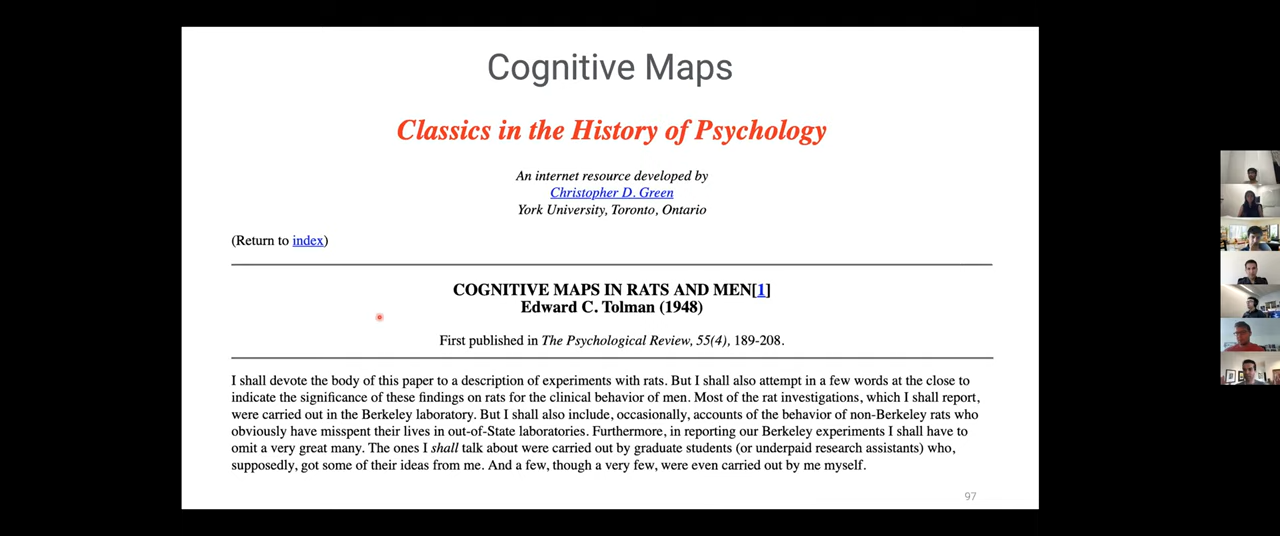 Cognitive Maps
Classics in the History of Psychology
An internet resource developed by
Christopher D. Green
York University, Toronto, Ontario
(Return to index)
COGNITIVE MAPS IN RATS AND MEN[1]
Edward C. Tolman (1948)
First published in The Psychological Review, 55(4), 189-208.
I shall devote the body of this paper to a description of experiments with rats. But I shall also attempt in a few words at the close to
indicate the significance of these findings on rats for the clinical behavior of men. Most of the rat investigations, which I shall report,
were carried out in the Berkeley laboratory. But I shall also include, occasionally, accounts of the behavior of non-Berkeley rats who
obviously have misspent their lives in out-of-State laboratories. Furthermore, in reporting our Berkeley experiments I shall have to
omit a very great many. The ones I shall talk about were carried out by graduate students (or underpaid research assistants) who,
supposedly, got some of their ideas from me. And a few, though a very few, were even carried out by me myself.
97